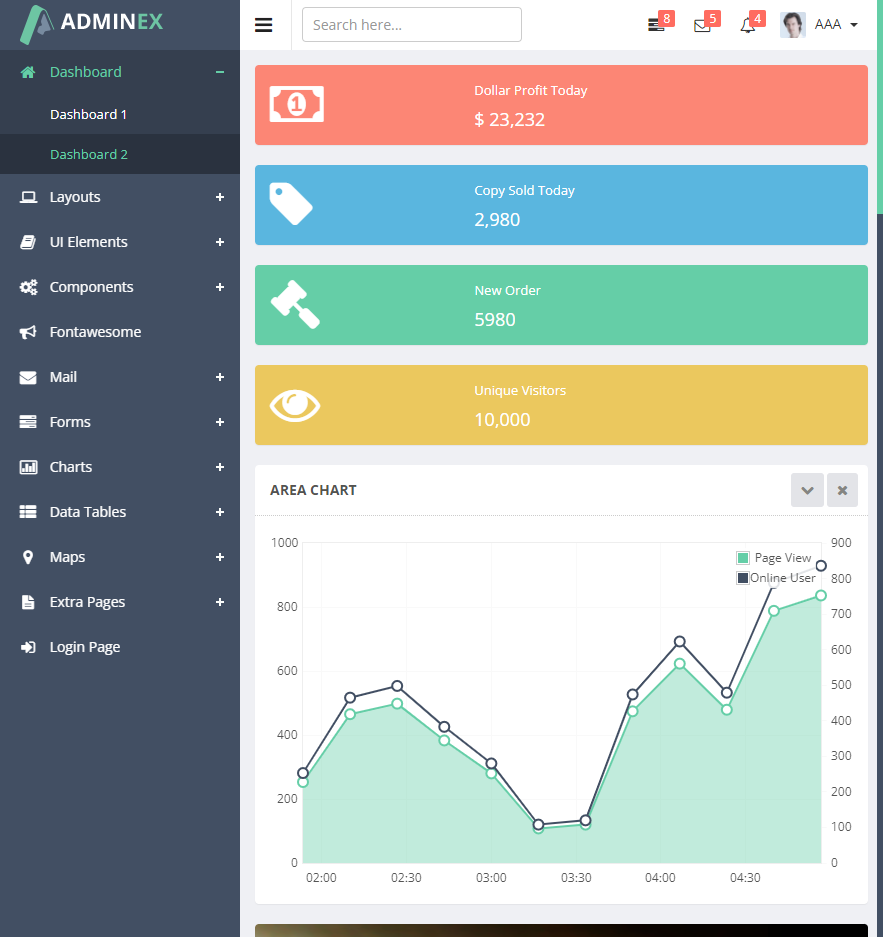 ADMINEX
Search here...
8
5
4
AAA
Dashboard
Dashboard 1
Dashboard 2
Layouts
UI Elements
Components
Fontawesome
Mail
Forms
Charts
Data Tables
Maps
Extra Pages
Login Page
1
Dollar Profit Today
$ 23,232
Copy Sold Today
2,980
New Order
5980
Unique Visitors
10,000
AREA CHART
Page View
Online User
1000
800
600
400
200
0
900
800
700
600
500
400
300
200
100
0
02:00 02:30 03:00 03:30 04:00 04:30